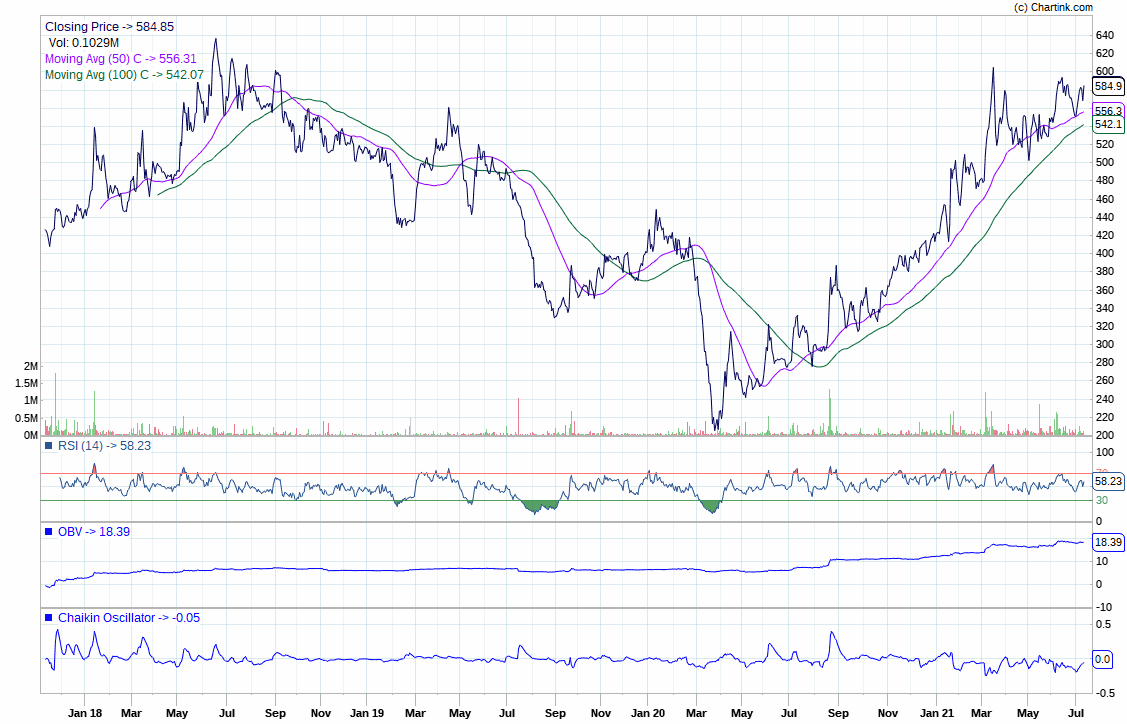 (c) Chartink.com
Closing Price -> 584.85
Vol: 0.1029M
Moving Avg (50) C -> 556.31
Moving Avg (100) C -> 542.07
640
620
600
584.9
556.3
542.1
520
500
480
460
440
420
400
380
360
340
320
300
280
260
240
220
200
2M
1.5M
1M
0.5M
0M
RSI (14) -> 58.23
100
70
58.23
30
0
OBV -> 18.39
18.39
10
0
-10
Chaikin Oscillator -> -0.05
0.5
0.0
-0.5
Jan 18 Mar May Jul Sep Nov Jan 19 Mar May Jul Sep Nov Jan 20 Mar May Jul Sep Nov Jan 21 Mar May Jul